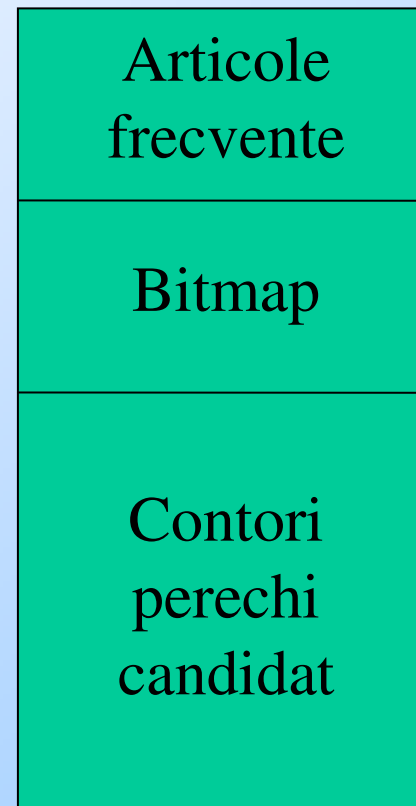 Articole
frecvente
Bitmap
Contori
perechi
candidat